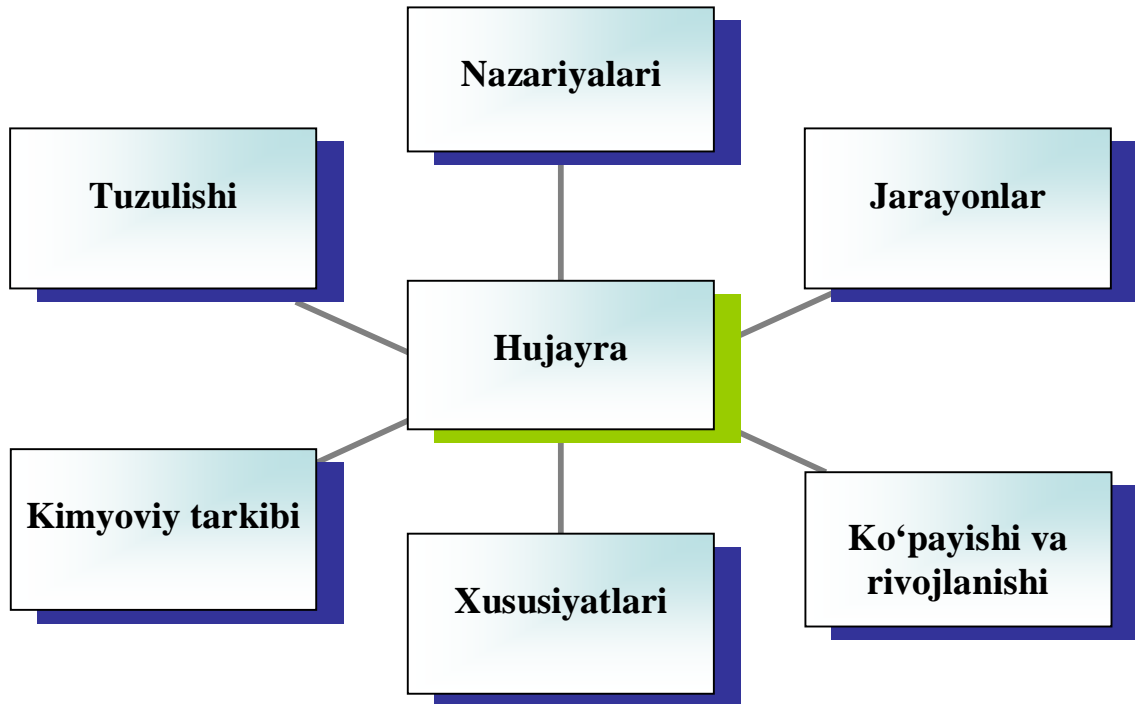 Nazariyalari
Tuzulishi
Jarayonlar
Hujayra
Kimyoviy tarkibi
Xususiyatlari
Ko‘payishi va
rivojlanishi